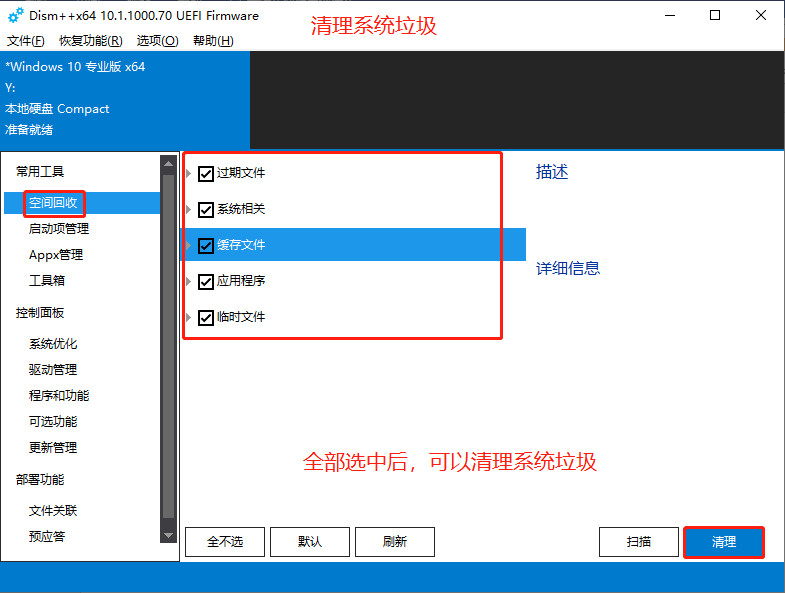 Dism++x64 10.1.1000.70 UEFI Firmware
清理系统垃圾
文件(F) 恢复功能(R) 选项(O) 帮助(H)
*Windows 10 专业版 x64
Y:
本地硬盘 Compact
准备就绪
常用工具
空间回收
启动项管理
Appx管理
工具箱
控制面板
系统优化
驱动管理
程序和功能
可选功能
更新管理
部署功能
文件关联
预应答
过期文件
系统相关
缓存文件
应用程序
临时文件
描述
详细信息
全部选中后，可以清理系统垃圾
全不选 默认 刷新 扫描 清理